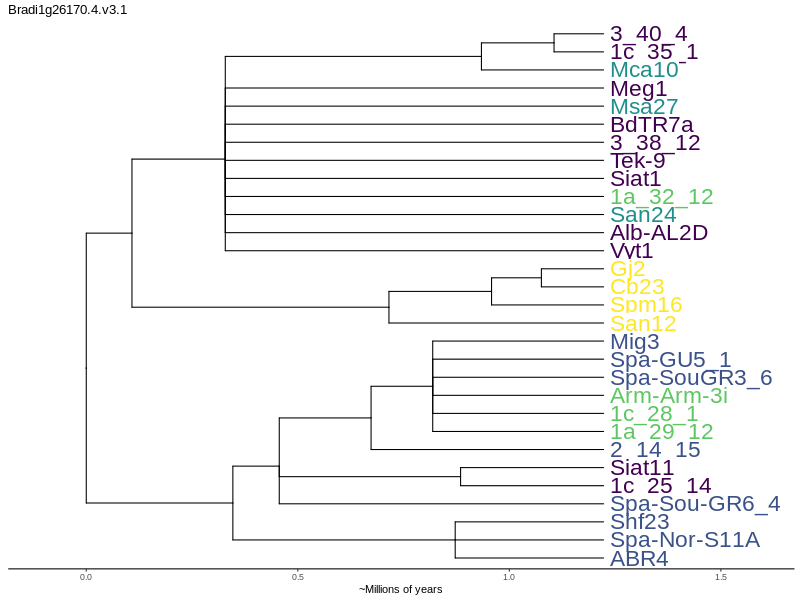 Bradi1g26170.4.v3.1
3_40_4
1c_35_1
Mca10
Meg1
Msa27
BdTR7a
3_38_12
Tek-9
Siat1
1a_32_12
San24
Alb-AL2D
Vyt1
Gj2
Cb23
Spm16
San12
Mig3
Spa-GU5_1
Spa-SouGR3_6
Arm-Arm-3i
1c_28_1
1a_29_12
2_14_15
Siat11
1c_25_14
Spa-Sou-GR6_4
Shf23
Spa-Nor-S11A
ABR4
0.0 0.5 1.0 1.5
~Millions of years